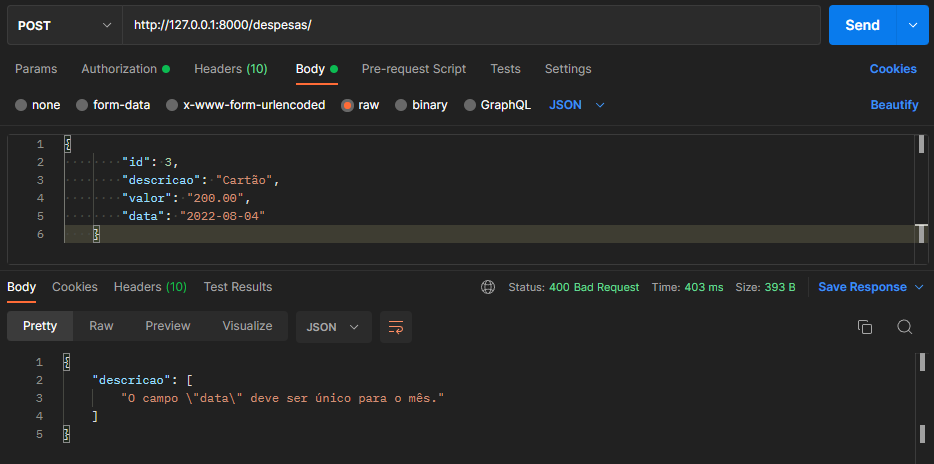 POST http://127.0.0.1:8000/despesas/ Send
Params Authorization Headers (10) Body Pre-request Script Tests Settings Cookies
none form-data x-www-form-urlencoded raw binary GraphQL JSON Beautify
1 {
2 "id": 3,
3 "descricao": "Cartão",
4 "valor": "200.00",
5 "data": "2022-08-04"
6 }
Body Cookies Headers (10) Test Results Status: 400 Bad Request Time: 403 ms Size: 393 B Save Response
Pretty Raw Preview Visualize JSON
1 {
2 "descricao": [
3 "O campo \"data\" deve ser único para o mês."
4 ]
5 }